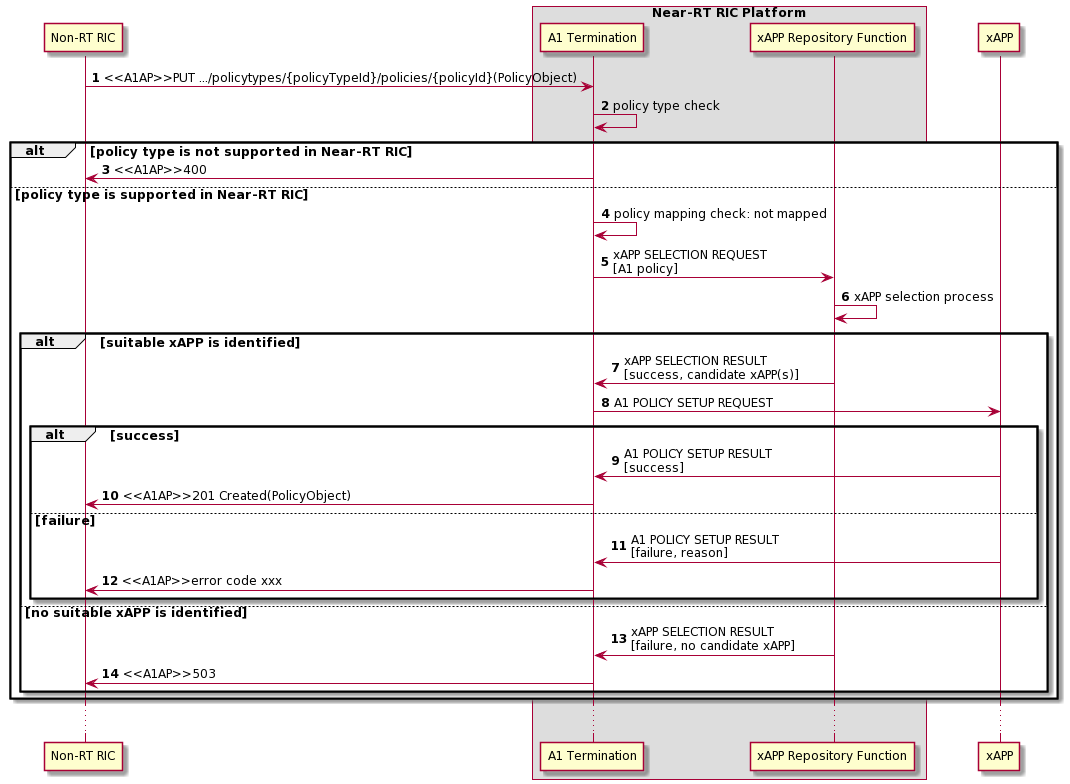 Near-RT RIC Platform
Non-RT RIC
A1 Termination
xAPP Repository Function
xAPP
1 <<A1AP>>PUT .../policytypes/{policyTypeId}/policies/{policyId}(PolicyObject)
2 policy type check
alt [policy type is not supported in Near-RT RIC]
3 <<A1AP>>400
[policy type is supported in Near-RT RIC]
4 policy mapping check: not mapped
5 xAPP SELECTION REQUEST
[A1 policy]
6 xAPP selection process
alt [suitable xAPP is identified]
7 xAPP SELECTION RESULT
[success, candidate xAPP(s)]
8 A1 POLICY SETUP REQUEST
alt [success]
9 A1 POLICY SETUP RESULT
[success]
10 <<A1AP>>201 Created(PolicyObject)
[failure]
11 A1 POLICY SETUP RESULT
[failure, reason]
12 <<A1AP>>error code xxx
[no suitable xAPP is identified]
13 xAPP SELECTION RESULT
[failure, no candidate xAPP]
14 <<A1AP>>503
Non-RT RIC
A1 Termination
xAPP Repository Function
xAPP